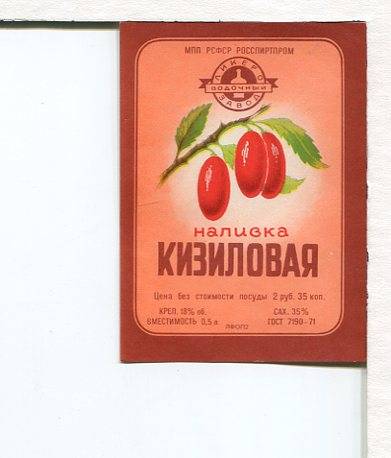 МПП РСФСР РОСCПИРТПРОМ
ЛИКЕРО
ВОДОЧНЫЙ
ЗАВОД
наливка
КИЗИЛОВАЯ
Цена без стоимости посуды 2 руб. 35 коп.
КРЕП. 18% об. САХ. 35%
ВМЕСТИМОСТЬ 0,5 л ГОСТ 7190-71